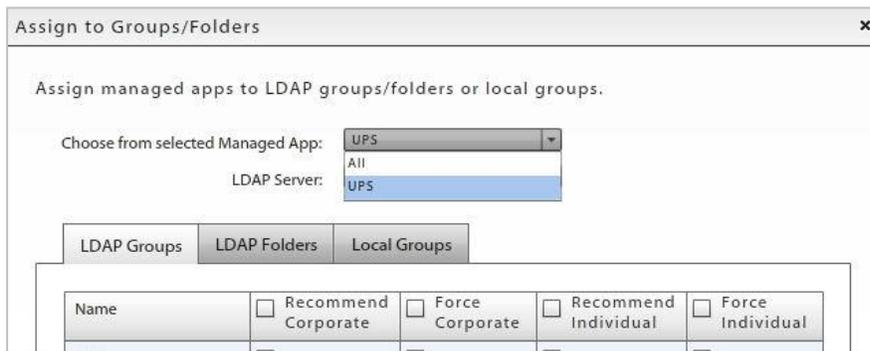 Assign to Groups/Folders
Assign managed apps to LDAP groups/folders or local groups.
Choose from selected Managed App: UPS
All
LDAP Server: UPS
LDAP Groups LDAP Folders Local Groups
Name Recommend Corporate Force Corporate Recommend Individual Force Individual